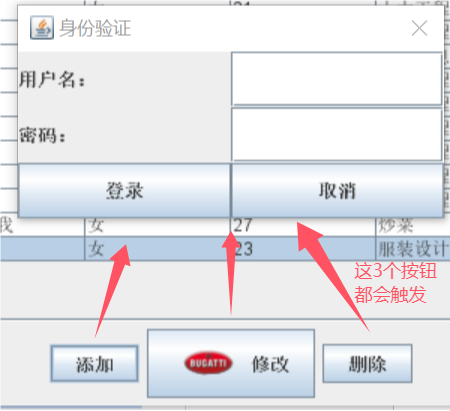 身份验证
用户名：
密码：
登录
取消
我 女 27 炒菜
女 23 服装设计
这3个按钮
都会触发
添加
BUGATTI 修改
删除